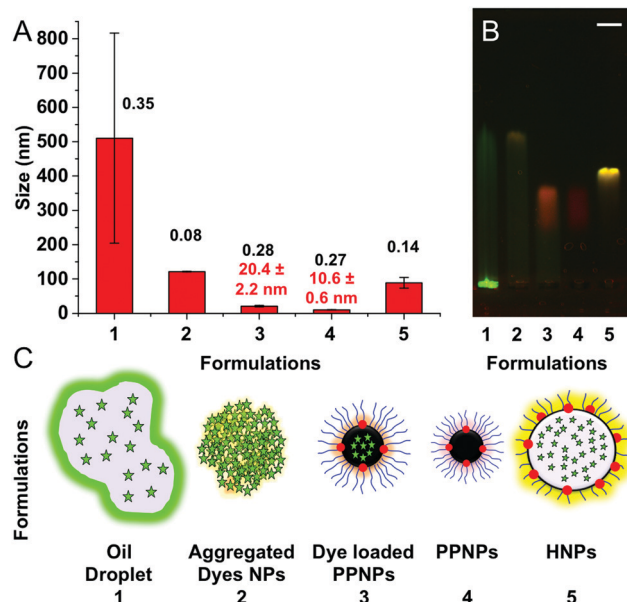 A
800
700
600
500
400
300
200
100
0
Size (nm)
0.35
0.08
0.28
20.4 ±
2.2 nm
0.27
10.6 ±
0.6 nm
0.14
1 2 3 4 5
Formulations
B
1 2 3 4 5
Formulations
C
Formulations
Oil
Droplet
1
Aggregated
Dyes NPs
2
Dye loaded
PPNPs
3
PPNPs
4
HNPs
5